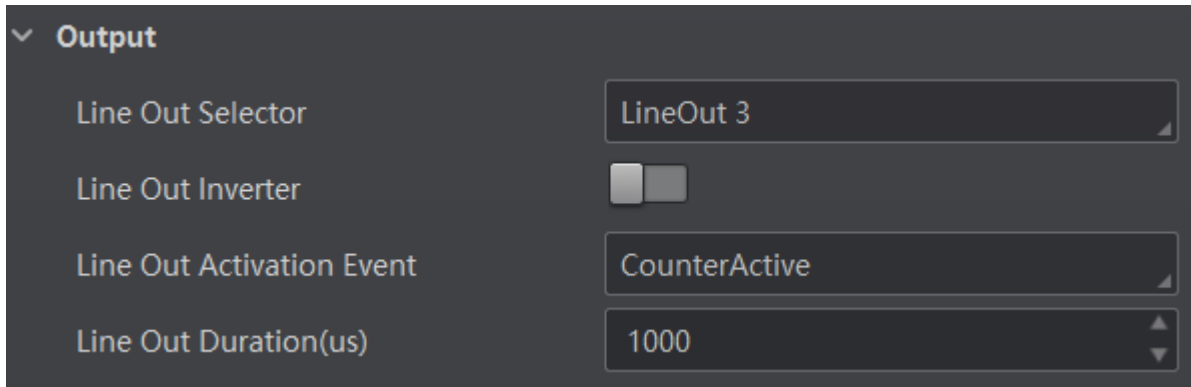 Output
Line Out Selector LineOut 3
Line Out Inverter
Line Out Activation Event CounterActive
Line Out Duration(us) 1000